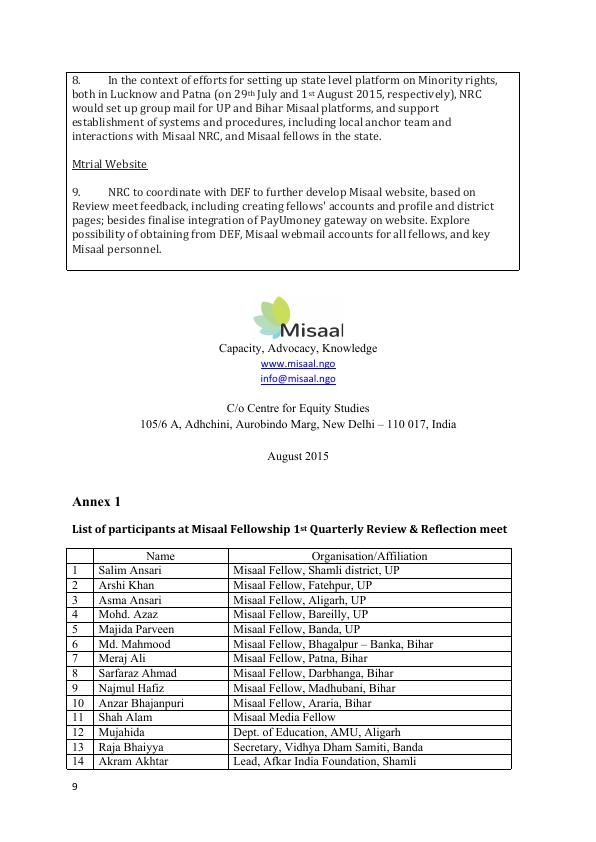 8. In the context of efforts for setting up state level platform on Minority rights,
both in Lucknow and Patna (on 29th July and 1st August 2015, respectively), NRC
would set up group mail for UP and Bihar Misaal platforms, and support
establishment of systems and procedures, including local anchor team and
interactions with Misaal NRC, and Misaal fellows in the state.
Mtrial Website
9. NRC to coordinate with DEF to further develop Misaal website, based on
Review meet feedback, including creating fellows' accounts and profile and district
pages; besides finalise integration of PayUmoney gateway on website. Explore
possibility of obtaining from DEF, Misaal webmail accounts for all fellows, and key
Misaal personnel.
Misaal
Capacity, Advocacy, Knowledge
www.misaal.ngo
info@misaal.ngo
C/o Centre for Equity Studies
105/6 A, Adhchini, Aurobindo Marg, New Delhi – 110 017, India
August 2015
Annex 1
List of participants at Misaal Fellowship 1st Quarterly Review & Reflection meet
Name Organisation/Affiliation
1 Salim Ansari Misaal Fellow, Shamli district, UP
2 Arshi Khan Misaal Fellow, Fatehpur, UP
3 Asma Ansari Misaal Fellow, Aligarh, UP
4 Mohd. Azaz Misaal Fellow, Bareilly, UP
5 Majida Parveen Misaal Fellow, Banda, UP
6 Md. Mahmood Misaal Fellow, Bhagalpur – Banka, Bihar
7 Meraj Ali Misaal Fellow, Patna, Bihar
8 Sarfaraz Ahmad Misaal Fellow, Darbhanga, Bihar
9 Najmul Hafiz Misaal Fellow, Madhubani, Bihar
10 Anzar Bhajanpuri Misaal Fellow, Araria, Bihar
11 Shah Alam Misaal Media Fellow
12 Mujahida Dept. of Education, AMU, Aligarh
13 Raja Bhaiyya Secretary, Vidhya Dham Samiti, Banda
14 Akram Akhtar Lead, Afkar India Foundation, Shamli
9